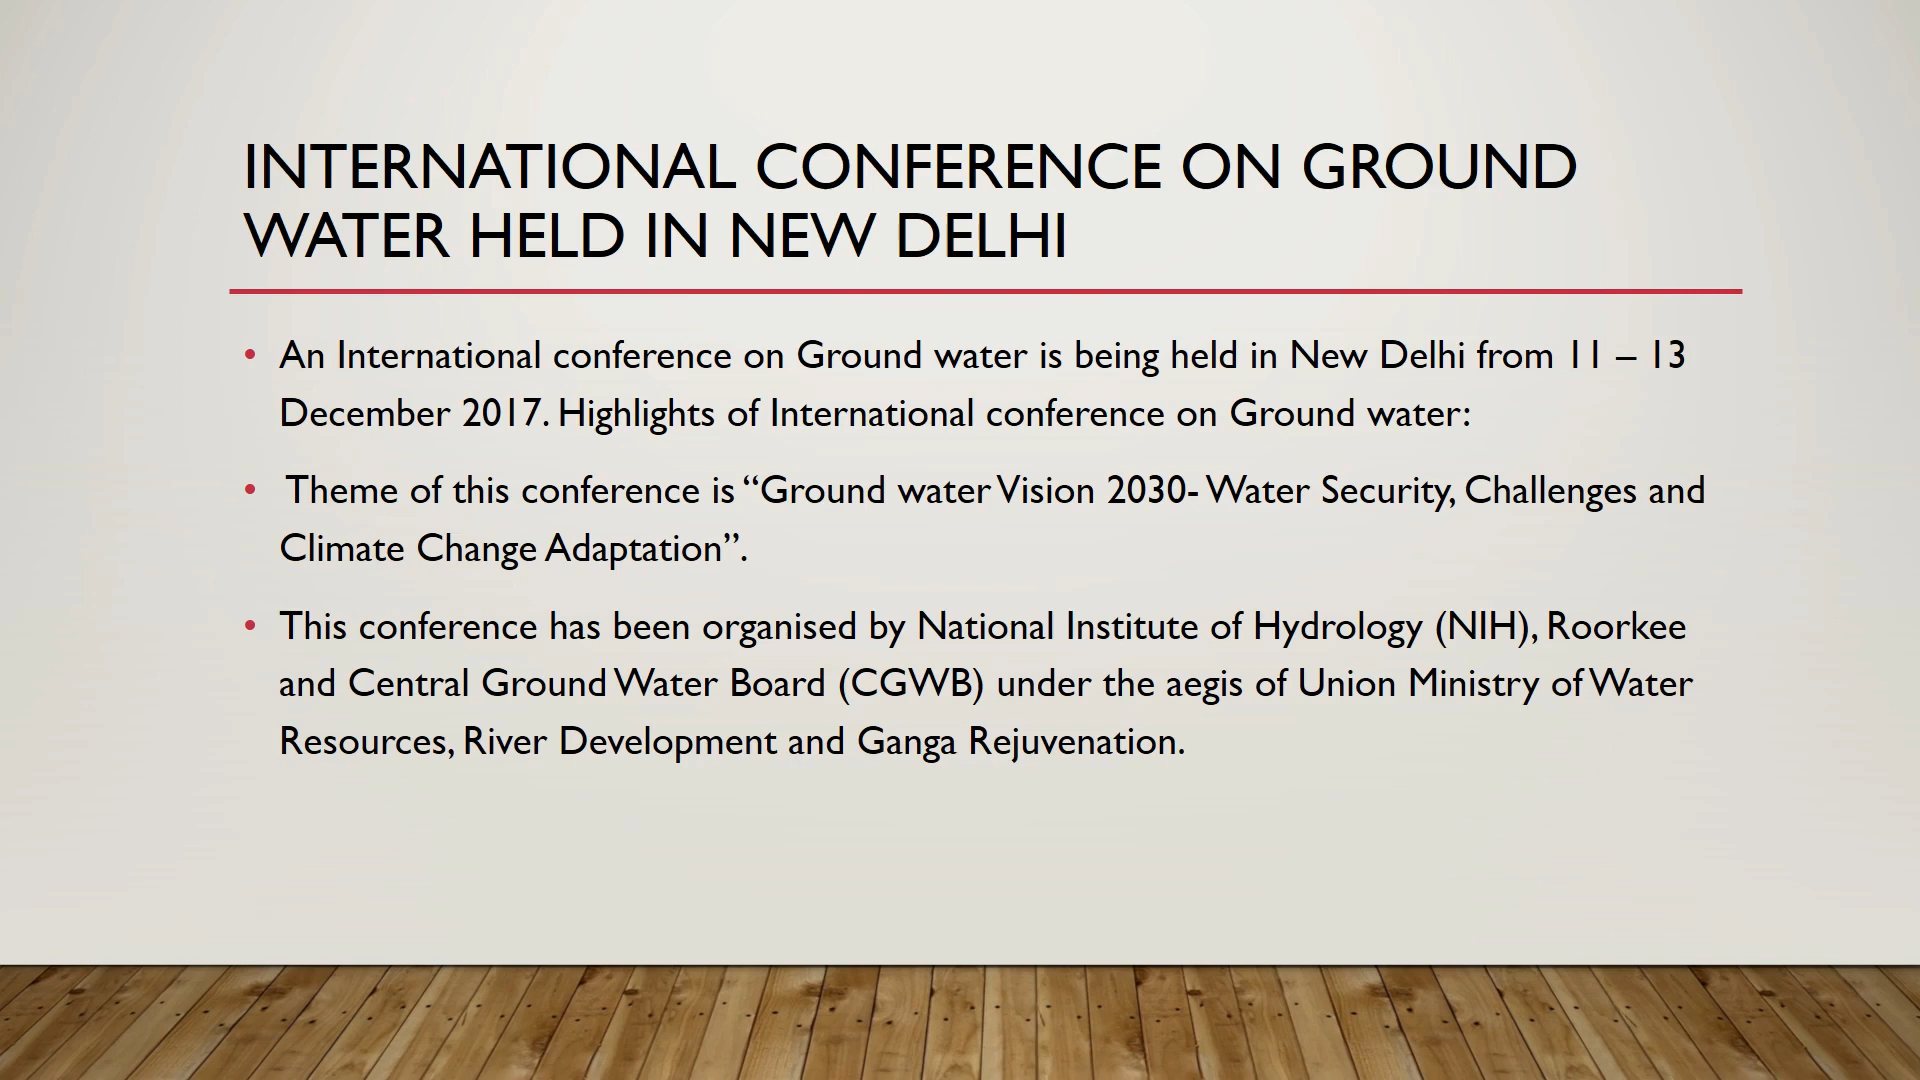 INTERNATIONAL CONFERENCE ON GROUND
WATER HELD IN NEW DELHI
• An International conference on Ground water is being held in New Delhi from 11 – 13
December 2017. Highlights of International conference on Ground water:
• Theme of this conference is “Ground water Vision 2030- Water Security, Challenges and
Climate Change Adaptation”.
• This conference has been organised by National Institute of Hydrology (NIH), Roorkee
and Central Ground Water Board (CGWB) under the aegis of Union Ministry of Water
Resources, River Development and Ganga Rejuvenation.